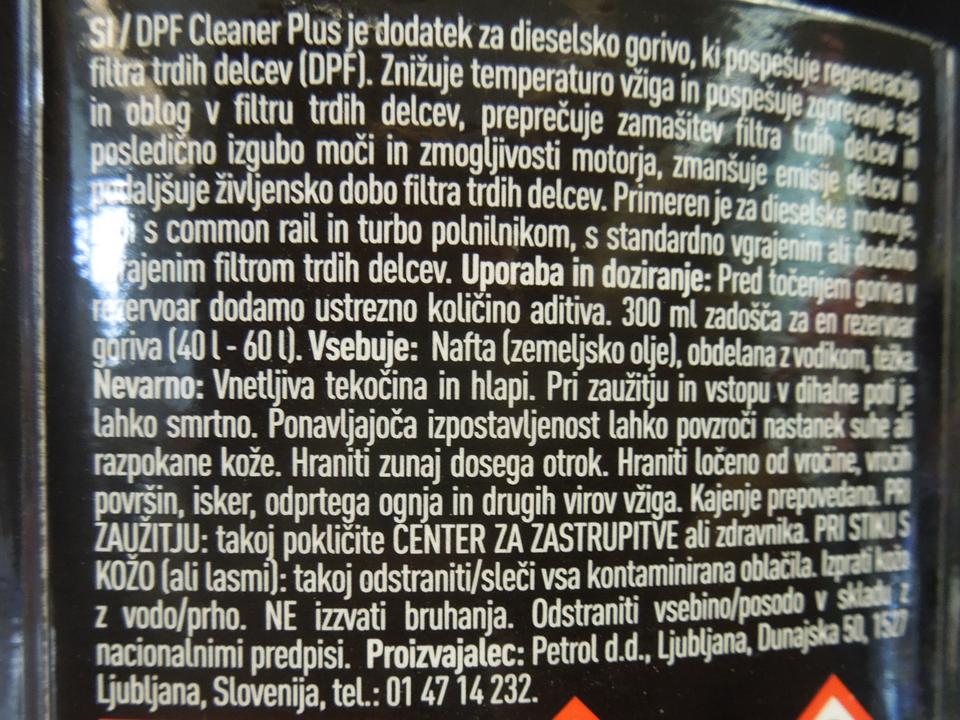 SI / DPF Cleaner Plus je dodatek za dieselsko gorivo, ki pospešuje regeneracijo
filtra trdih delcev (DPF). Znižuje temperaturo vžiga in pospešuje zgorevanje saj
in oblog v filtru trdih delcev, preprečuje zamašitev filtra trdih delcev in
posledično izgubo moči in zmogljivosti motorja, zmanšuje emisije delcev in
podaljšuje življensko dobo filtra trdih delcev. Primeren je za dieselske motorje,
s common rail in turbo polnilnikom, s standardno vgrajenim ali dodatno
vgrajenim filtrom trdih delcev. Uporaba in doziranje: Pred točenjem goriva v
rezervoar dodamo ustrezno količino aditiva. 300 ml zadošča za en rezervoar
goriva (40 l - 60 l). Vsebuje: Nafta (zemeljsko olje), obdelana z vodikom, težka.
Nevarno: Vnetljiva tekočina in hlapi. Pri zaužitju in vstopu v dihalne poti je
lahko smrtno. Ponavljajoča izpostavljenost lahko povzroči nastanek suhe ali
razpokane kože. Hraniti zunaj dosega otrok. Hraniti ločeno od vročine, vročih
površin, isker, odprtega ognja in drugih virov vžiga. Kajenje prepovedano. PRI
ZAUŽITJU: takoj pokličite CENTER ZA ZASTRUPITVE ali zdravnika. PRI STIKU S
KOŽO (ali lasmi): takoj odstraniti/sleči vsa kontaminirana oblačila. Izprati kožo
z vodo/prho. NE izzvati bruhanja. Odstraniti vsebino/posodo v skladu z
nacionalnimi predpisi. Proizvajalec: Petrol d.d., Ljubljana, Dunajska 50, 1527
Ljubljana, Slovenija, tel.: 01 47 14 232.